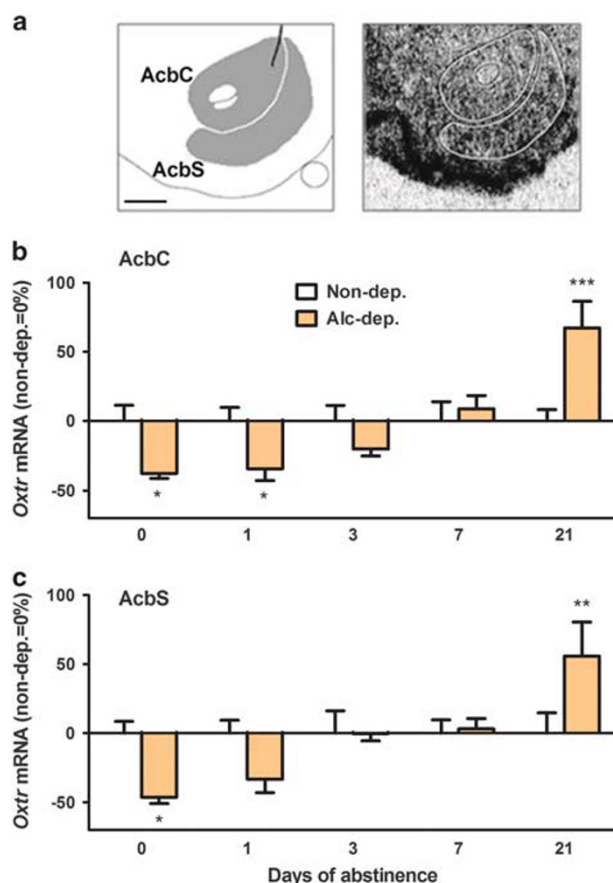 a
AcbC
AcbS
b
AcbC
Oxtr mRNA (non-dep.=0%)
100
50
0
-50
Non-dep.
Alc-dep.
***
*
*
0 1 3 7 21
c
AcbS
Oxtr mRNA (non-dep.=0%)
100
50
0
-50
**
*
0 1 3 7 21
Days of abstinence